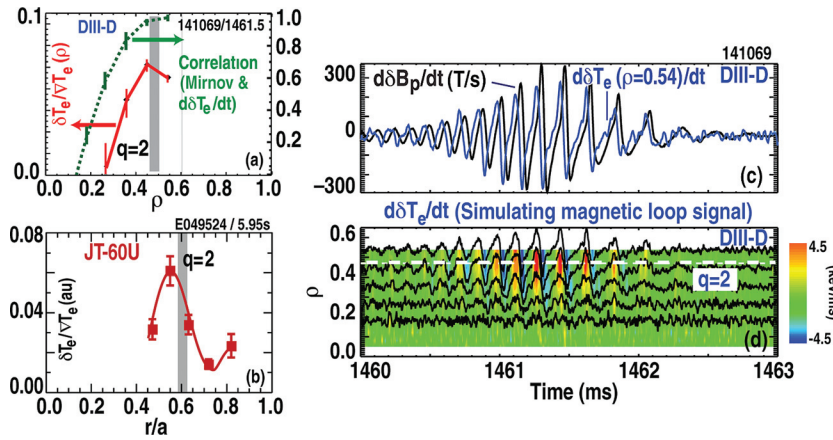 0.1
DIII-D
141069/1461.5
1.0
0.8
0.6
0.4
0.2
δTe/∇Te (ρ)
Correlation
(Mirnov &
dδTe/dt)
q=2
(a)
0.0
0.0 0.2 0.4 0.6 0.8 1.0
ρ
E049524 / 5.95s
0.08
JT-60U
q=2
δTe/∇Te (au)
0.04
0.00
(b)
0.0 0.2 0.4 0.6 0.8 1.0
r/a
141069
300
0
−300
dδBp/dt (T/s)
dδTe (ρ=0.54)/dt
DIII-D
(c)
dδTe/dt (Simulating magnetic loop signal)
DIII-D
0.6
0.4
0.2
0.0
ρ
q=2
(d)
4.5
-4.5
1460 1461 1462 1463
Time (ms)